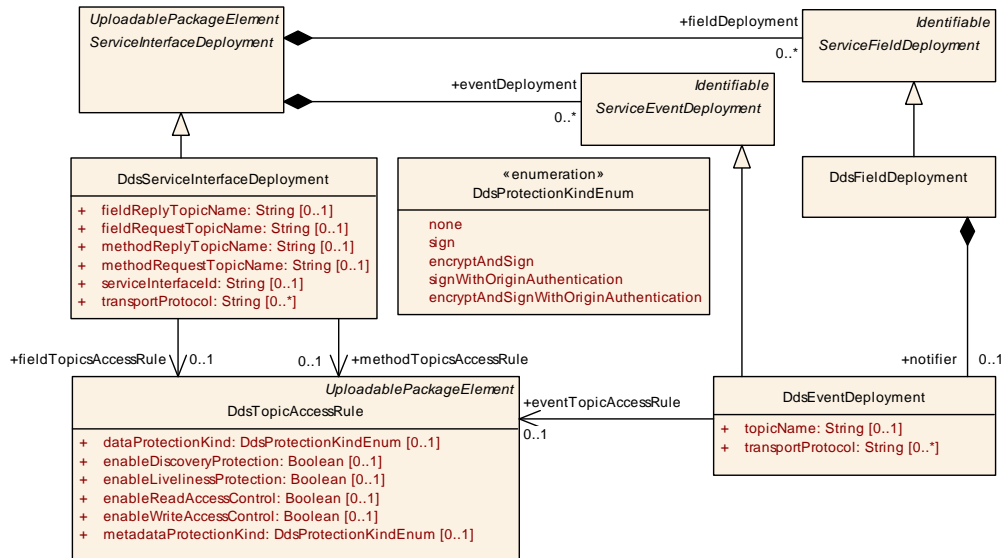 UploadablePackageElement
ServiceInterfaceDeployment
+fieldDeployment
0..*
Identifiable
ServiceFieldDeployment
+eventDeployment
0..*
Identifiable
ServiceEventDeployment
DdsServiceInterfaceDeployment
+ fieldReplyTopicName: String [0..1]
+ fieldRequestTopicName: String [0..1]
+ methodReplyTopicName: String [0..1]
+ methodRequestTopicName: String [0..1]
+ serviceInterfaceId: String [0..1]
+ transportProtocol: String [0..*]
«enumeration»
DdsProtectionKindEnum
none
sign
encryptAndSign
signWithOriginAuthentication
encryptAndSignWithOriginAuthentication
DdsFieldDeployment
+fieldTopicsAccessRule
0..1
0..1
+methodTopicsAccessRule
+notifier
0..1
UploadablePackageElement
DdsTopicAccessRule
+ dataProtectionKind: DdsProtectionKindEnum [0..1]
+ enableDiscoveryProtection: Boolean [0..1]
+ enableLivelinessProtection: Boolean [0..1]
+ enableReadAccessControl: Boolean [0..1]
+ enableWriteAccessControl: Boolean [0..1]
+ metadataProtectionKind: DdsProtectionKindEnum [0..1]
+eventTopicAccessRule
0..1
DdsEventDeployment
+ topicName: String [0..1]
+ transportProtocol: String [0..*]